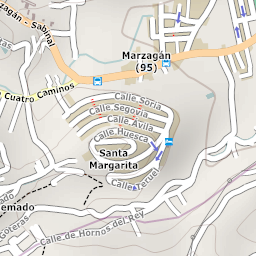 zagán - Sabinal
Marzagán
(95)
Cuatro Caminos
Calle Soria
Calle Segovia
Calle Ávila
Calle Huesca
Santa
Margarita
Calle Teruel
emado
Goteras
Calle de Hornos del Rey